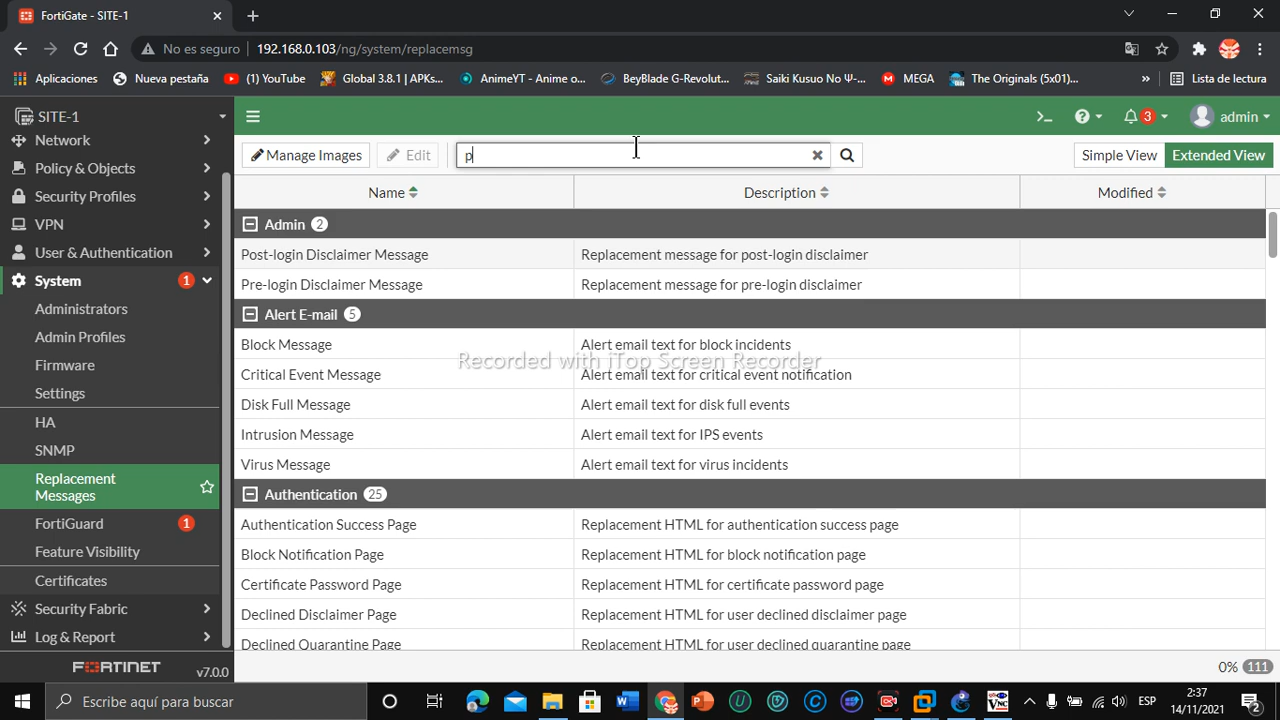 FortiGate - SITE-1
No es seguro 192.168.0.103/ng/system/replacemsg
Aplicaciones Nueva pestaña (1) YouTube Global 3.8.1 | APKs... AnimeYT - Anime o... BeyBlade G-Revolut... Saiki Kusuo No Ψ-... MEGA The Originals (5x01)... » Lista de lectura
SITE-1
Network
Policy & Objects
Security Profiles
VPN
User & Authentication
System 1
Administrators
Admin Profiles
Firmware
Settings
HA
SNMP
Replacement
Messages
FortiGuard 1
Feature Visibility
Certificates
Security Fabric
Log & Report
FORTINET v7.0.0
>_ ? 3 admin
Manage Images Edit p Simple View Extended View
Name Description Modified
Admin 2
Post-login Disclaimer Message Replacement message for post-login disclaimer
Pre-login Disclaimer Message Replacement message for pre-login disclaimer
Alert E-mail 5
Block Message Alert email text for block incidents
Recorded with iTop Screen Recorder
Critical Event Message Alert email text for critical event notification
Disk Full Message Alert email text for disk full events
Intrusion Message Alert email text for IPS events
Virus Message Alert email text for virus incidents
Authentication 25
Authentication Success Page Replacement HTML for authentication success page
Block Notification Page Replacement HTML for block notification page
Certificate Password Page Replacement HTML for certificate password page
Declined Disclaimer Page Replacement HTML for user declined disclaimer page
Declined Quarantine Page Replacement HTML for user declined quarantine page
0% 111
Escribe aquí para buscar
ESP 2:37
14/11/2021 2